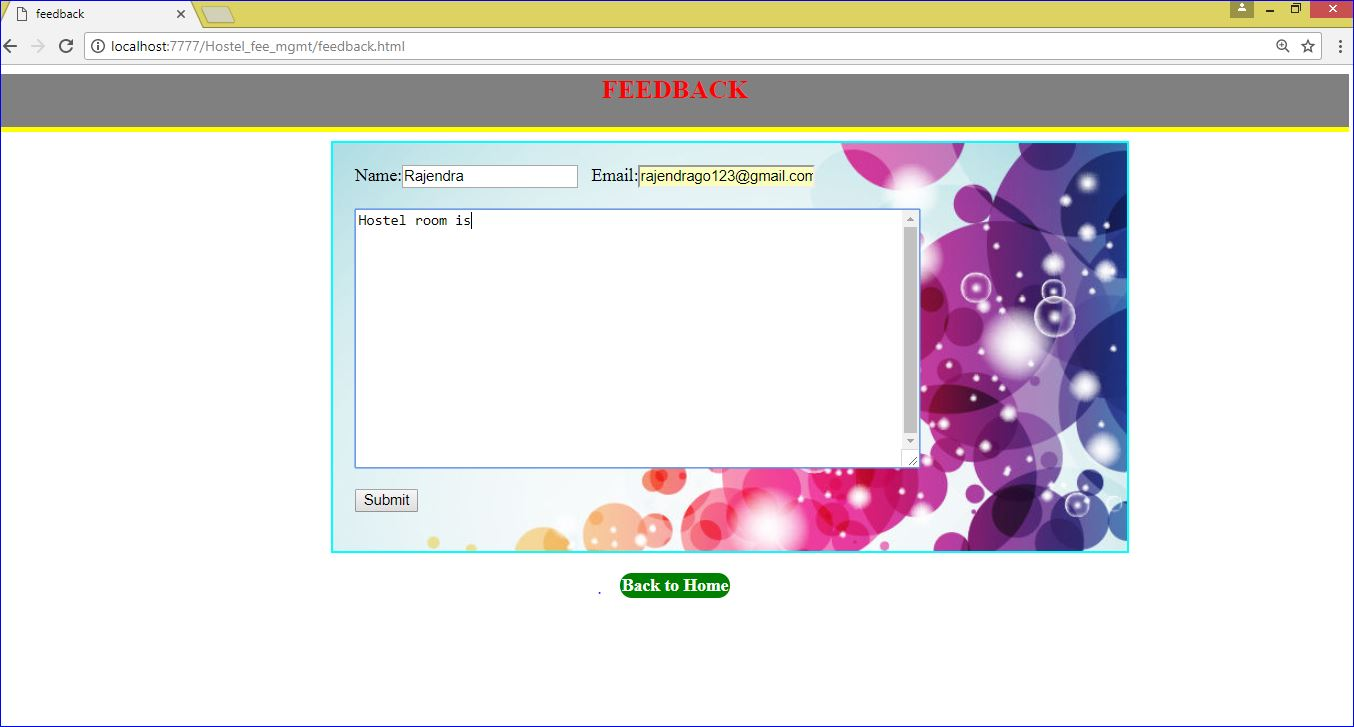 feedback
localhost:7777/Hostel_fee_mgmt/feedback.html
FEEDBACK
Name: Rajendra Email: rajendrago123@gmail.com
Hostel room is
Submit
. Back to Home